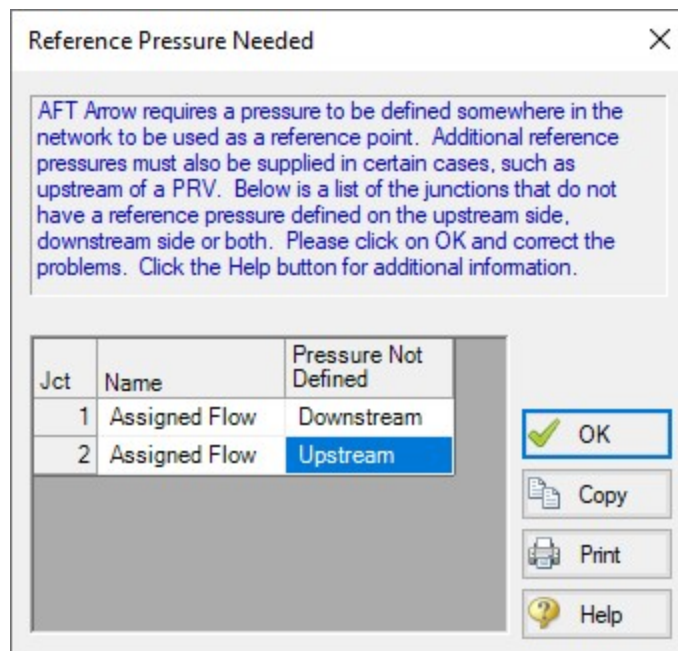 Reference Pressure Needed
AFT Arrow requires a pressure to be defined somewhere in the
network to be used as a reference point.  Additional reference
pressures must also be supplied in certain cases, such as
upstream of a PRV.  Below is a list of the junctions that do not
have a reference pressure defined on the upstream side,
downstream side or both.  Please click on OK and correct the
problems.  Click the Help button for additional information.
Jct Name Pressure Not
Defined
1 Assigned Flow Downstream
2 Assigned Flow Upstream
OK
Copy
Print
Help